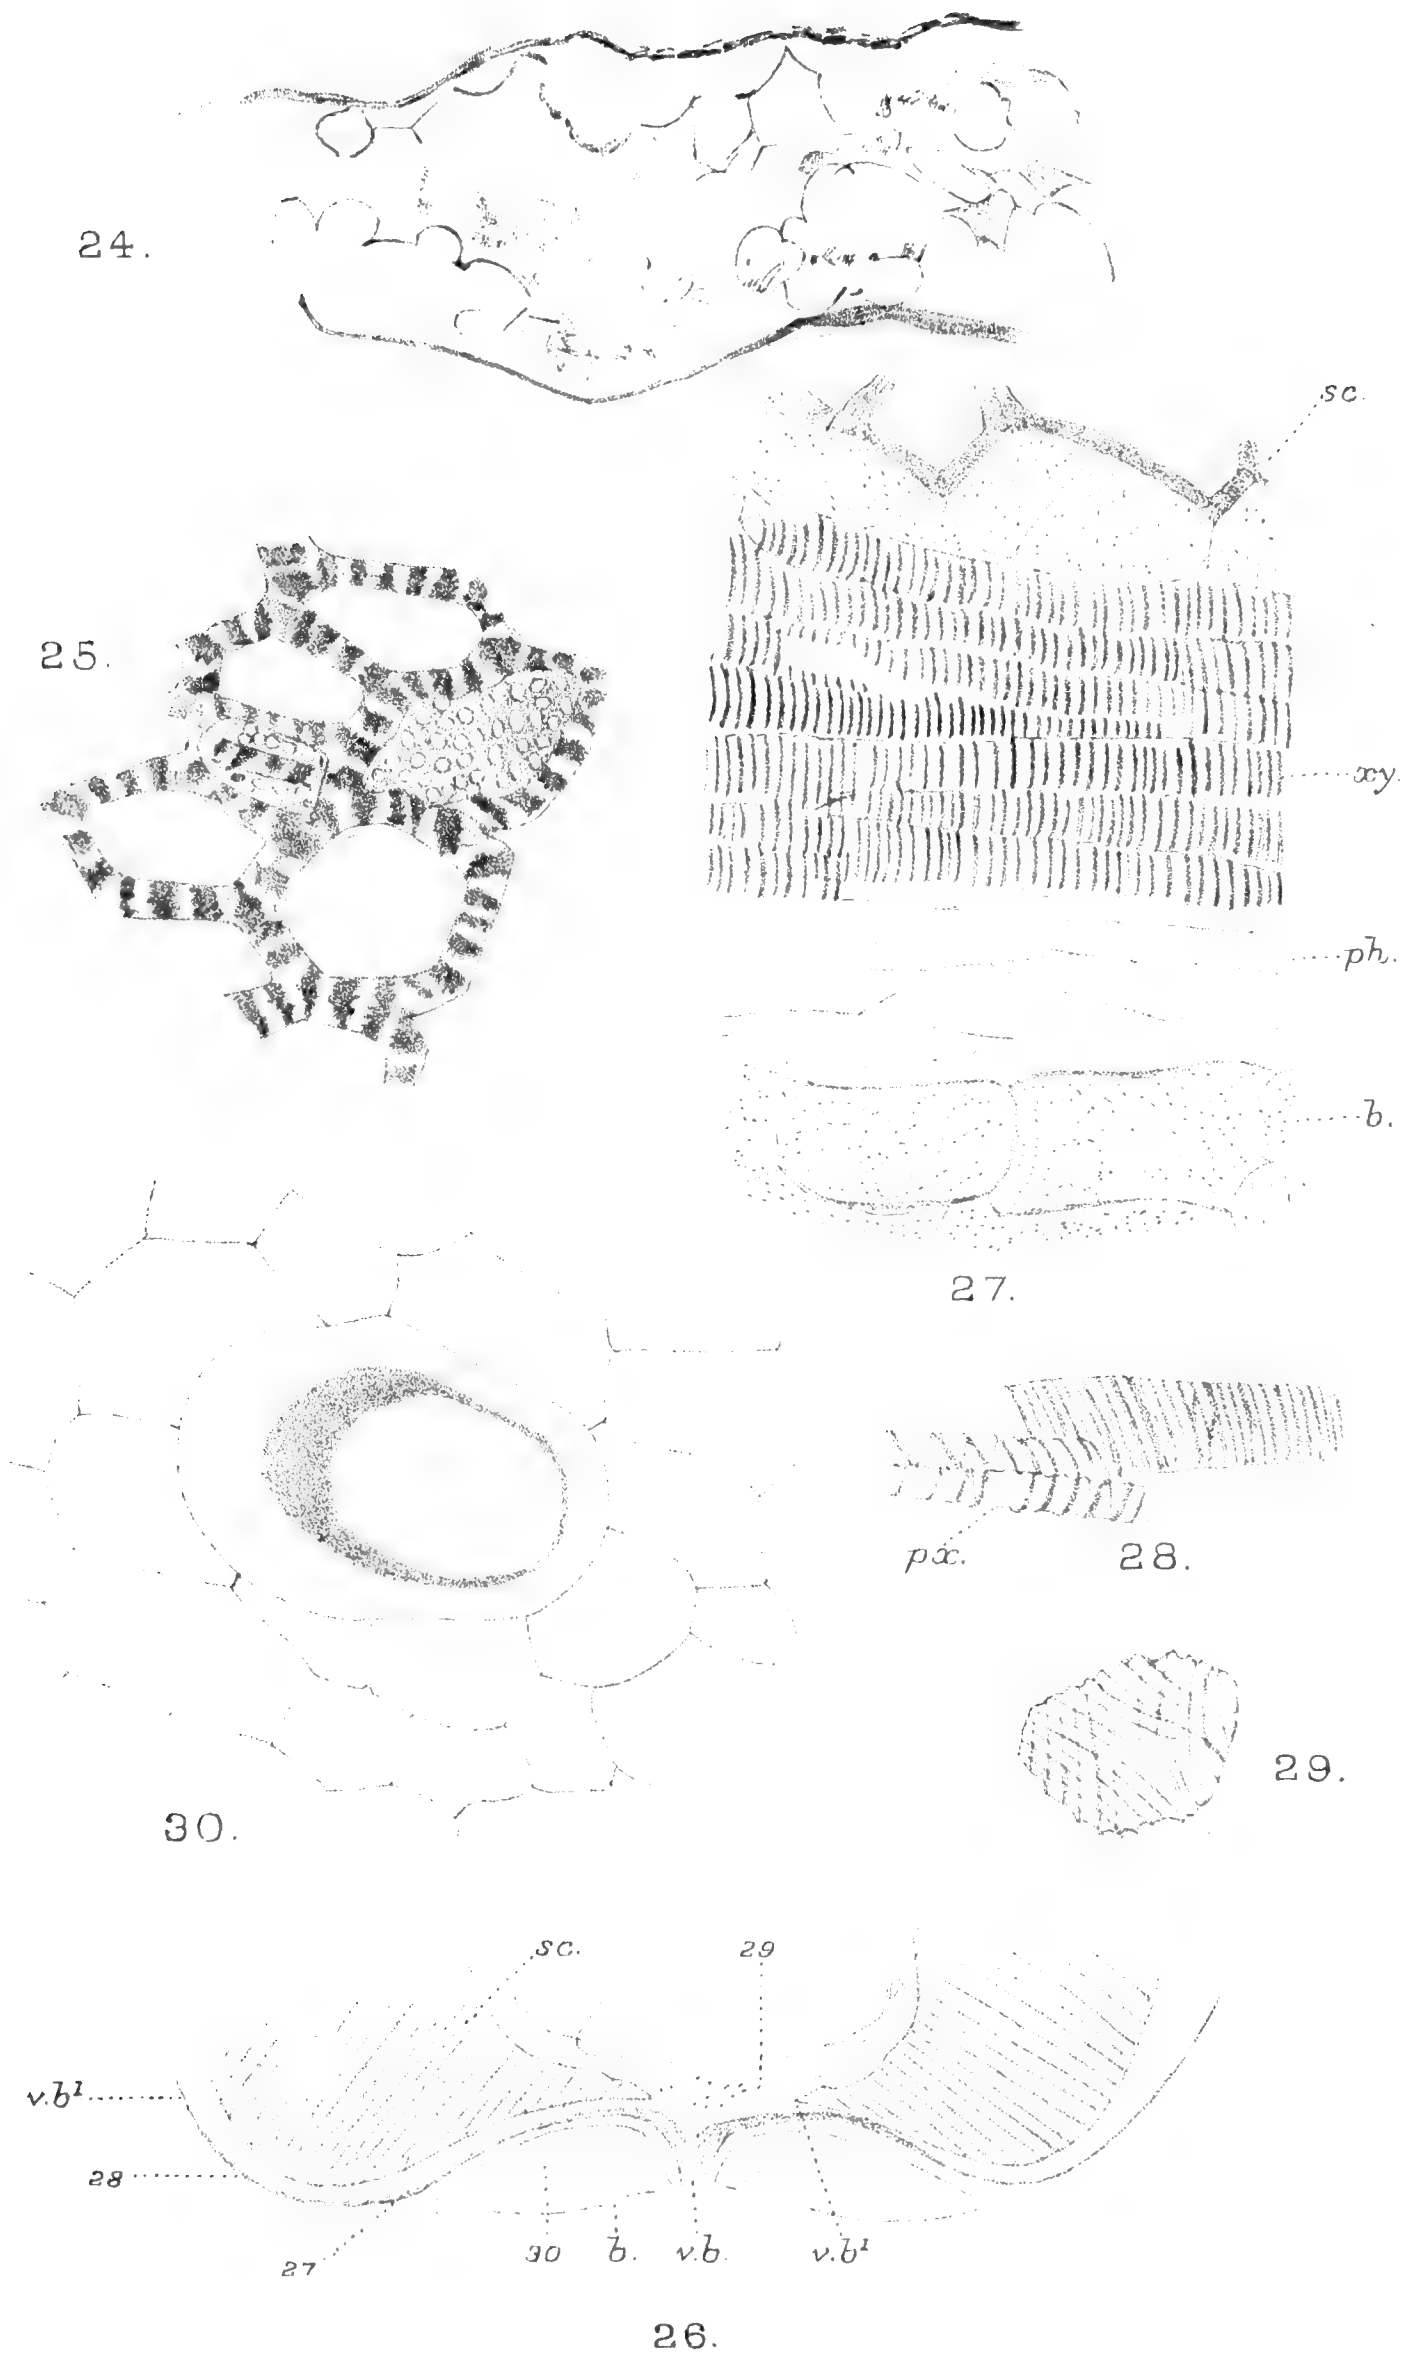 24.
sc.
25.
xy.
ph.
b.
27.
px.
28.
29.
30.
sc.
29
v.b¹
28
27
30 b. v.b. v.b¹
26.